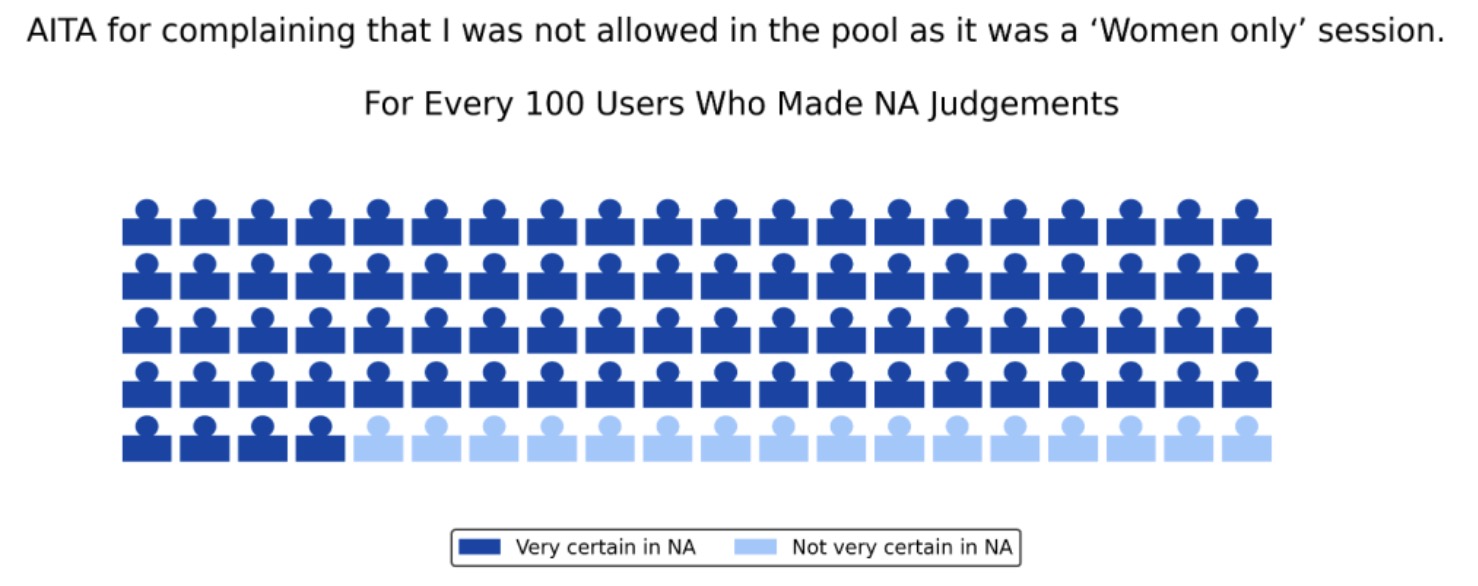 AITA for complaining that I was not allowed in the pool as it was a ‘Women only’ session.
For Every 100 Users Who Made NA Judgements
Very certain in NA
Not very certain in NA